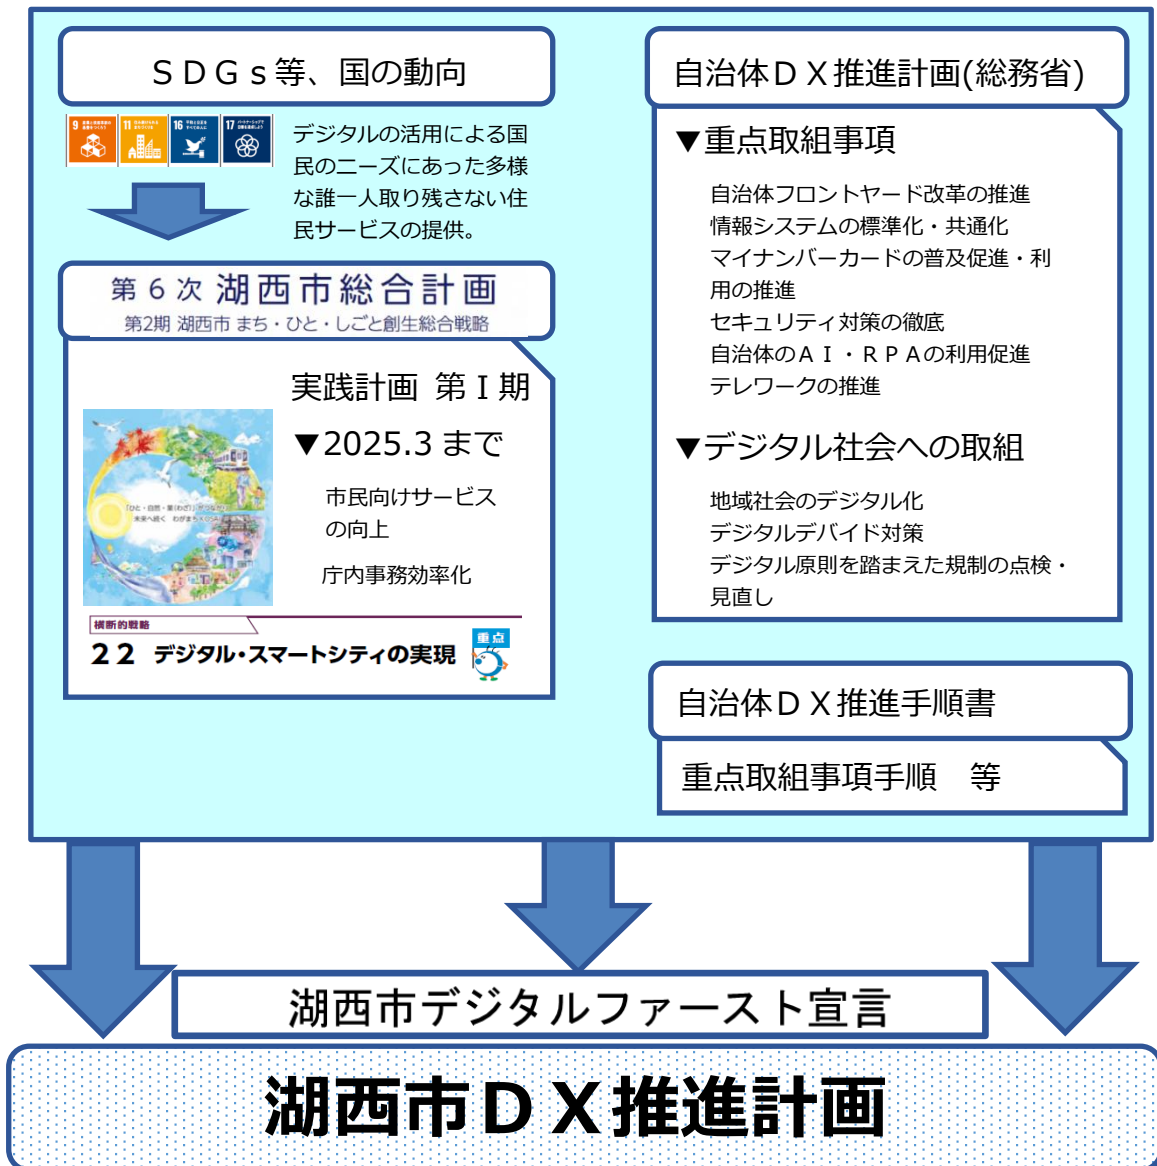 ＳＤＧｓ等、国の動向
9
11
16
17
デジタルの活用による国
民のニーズにあった多様
な誰一人取り残さない住
民サービスの提供。
第６次 湖西市総合計画
第2期 湖西市 まち・ひと・しごと創生総合戦略
実践計画 第Ⅰ期
▼2025.3まで
市民向けサービス
の向上
庁内事務効率化
未来へ続く わがまち
横断的戦略
２２ デジタル・スマートシティの実現
重点
自治体ＤＸ推進計画(総務省)
▼重点取組事項
自治体フロントヤード改革の推進
情報システムの標準化・共通化
マイナンバーカードの普及促進・利
用の推進
セキュリティ対策の徹底
自治体のＡＩ・ＲＰＡの利用促進
テレワークの推進
▼デジタル社会への取組
地域社会のデジタル化
デジタルデバイド対策
デジタル原則を踏まえた規制の点検・
見直し
自治体ＤＸ推進手順書
重点取組事項手順　等
湖西市デジタルファースト宣言
湖西市ＤＸ推進計画